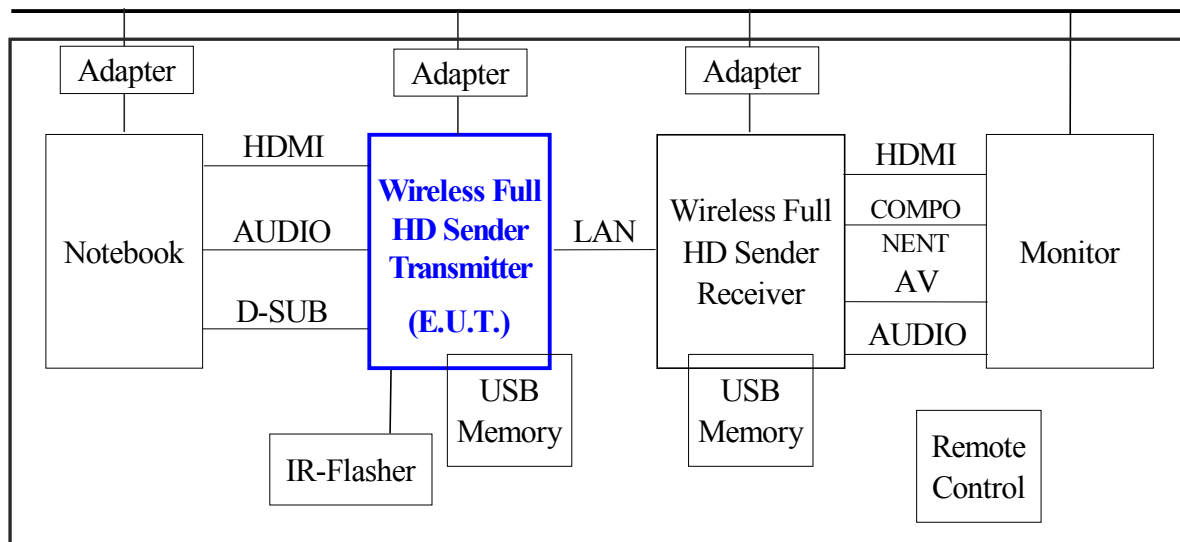 Adapter
Adapter
Adapter
Notebook
HDMI
AUDIO
D-SUB
Wireless Full
HD Sender
Transmitter
(E.U.T.)
LAN
Wireless Full
HD Sender
Receiver
HDMI
COMPO
NENT
AV
AUDIO
Monitor
IR-Flasher
USB
Memory
USB
Memory
Remote
Control